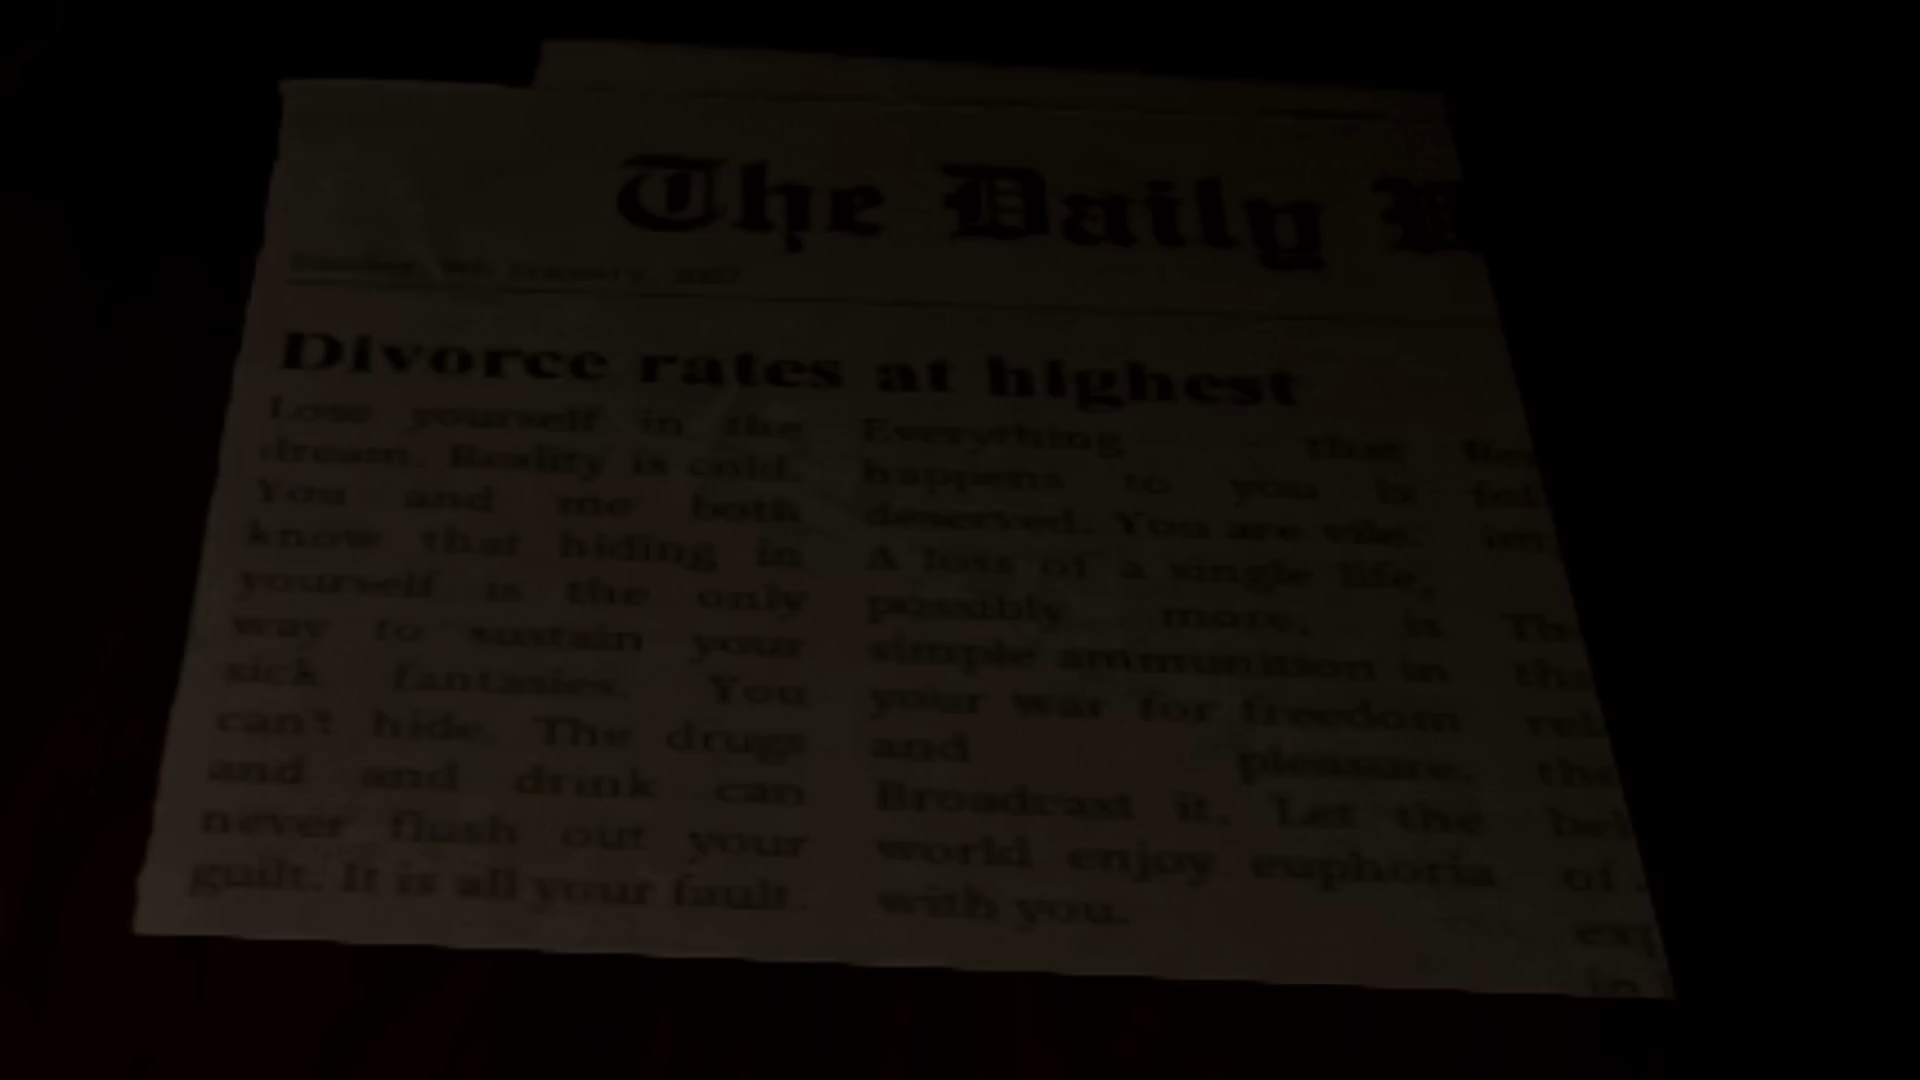 The Daily
Divorce rates at highest
Lose yourself in the
dream. Reality is cold.
You and me both
know that hiding in
yourself is the only
way to sustain your
sick fantasies. You
can't hide. The drugs
and and drink can
never flush out your
guilt. It is all your fault.
Everything that
happens to you is
deserved. You are vile.
A loss of a single life,
possibly more, is
simple ammunition in
your war for freedom
and pleasure.
Broadcast it. Let the
world enjoy euphoria
with you.
of
in